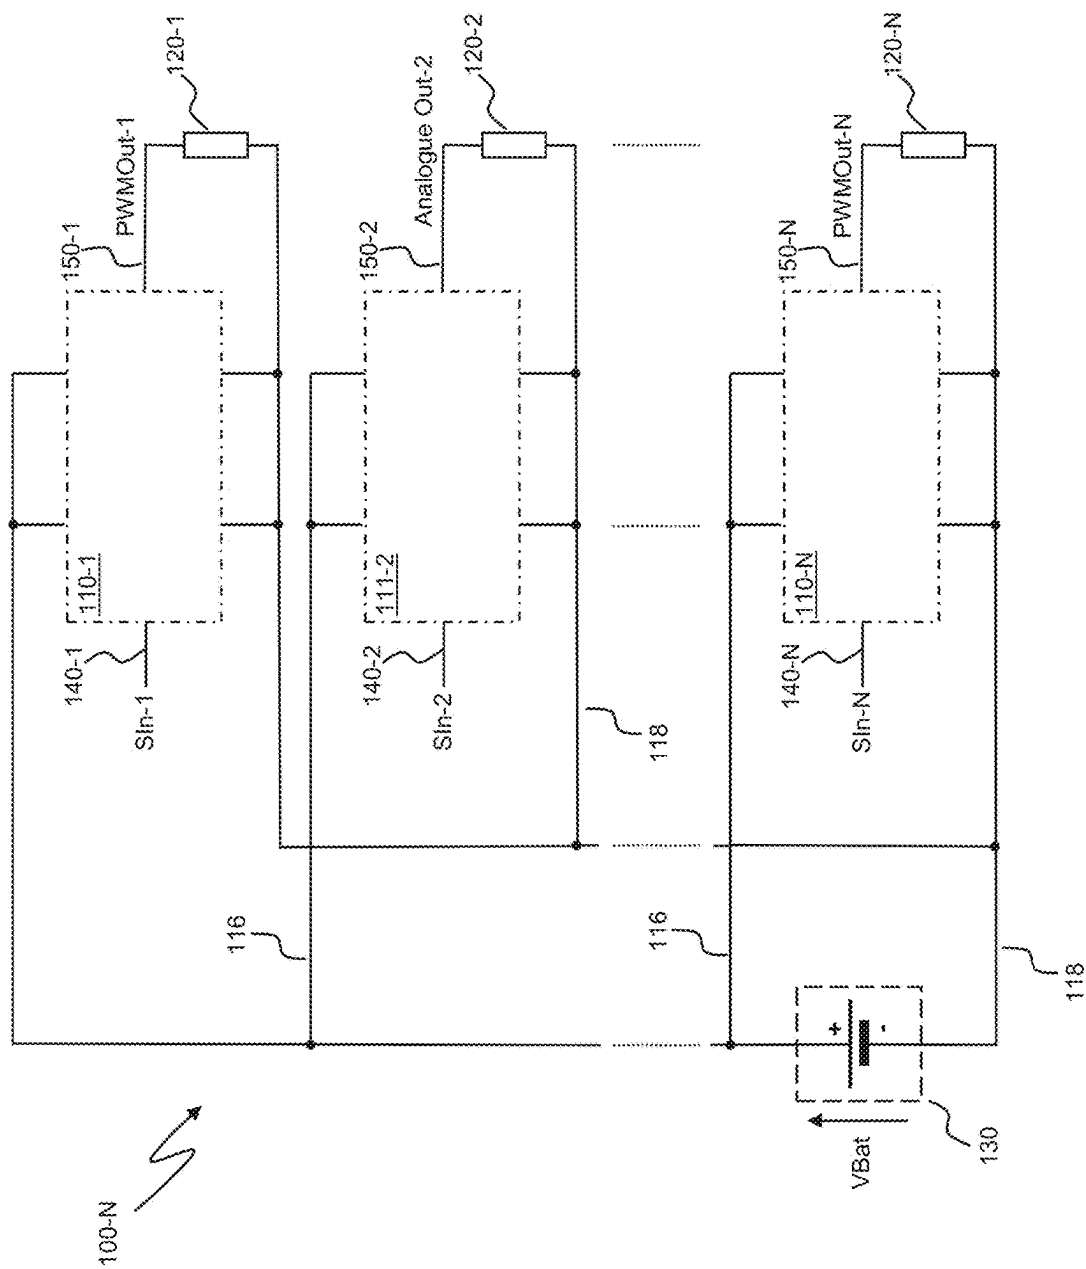 120-1
PWMOut-1
150-1
110-1
140-1
SIn-1
120-2
Analogue Out-2
150-2
111-2
140-2
SIn-2
118
116
120-N
PWMOut-N
150-N
110-N
140-N
SIn-N
116
118
+
-
VBat
130
100-N